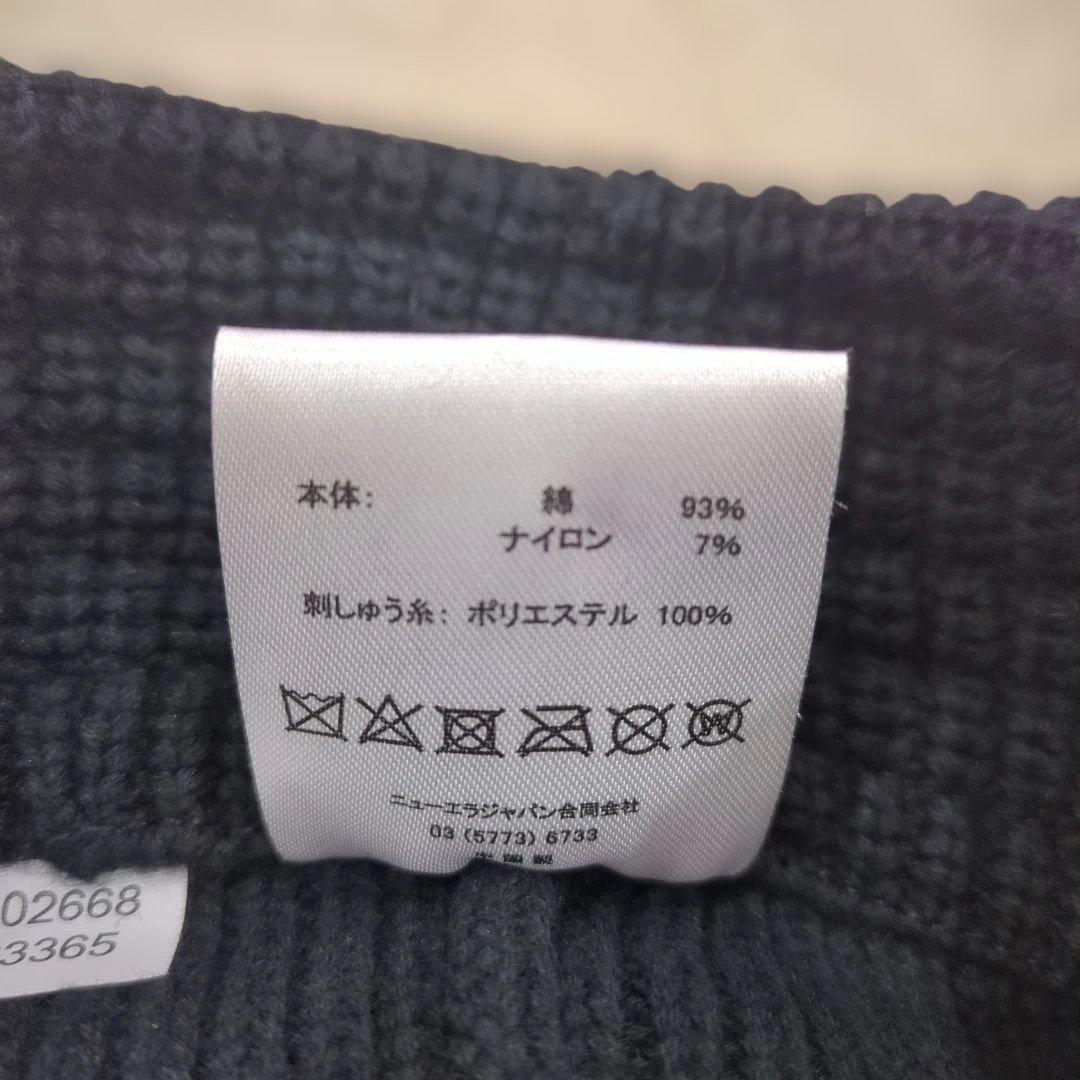 本体: 綿 93%
ナイロン 7%
刺しゅう糸: ポリエステル 100%
W
ニューエラジャパン合同会社
03 (5773) 6733
02668
3365